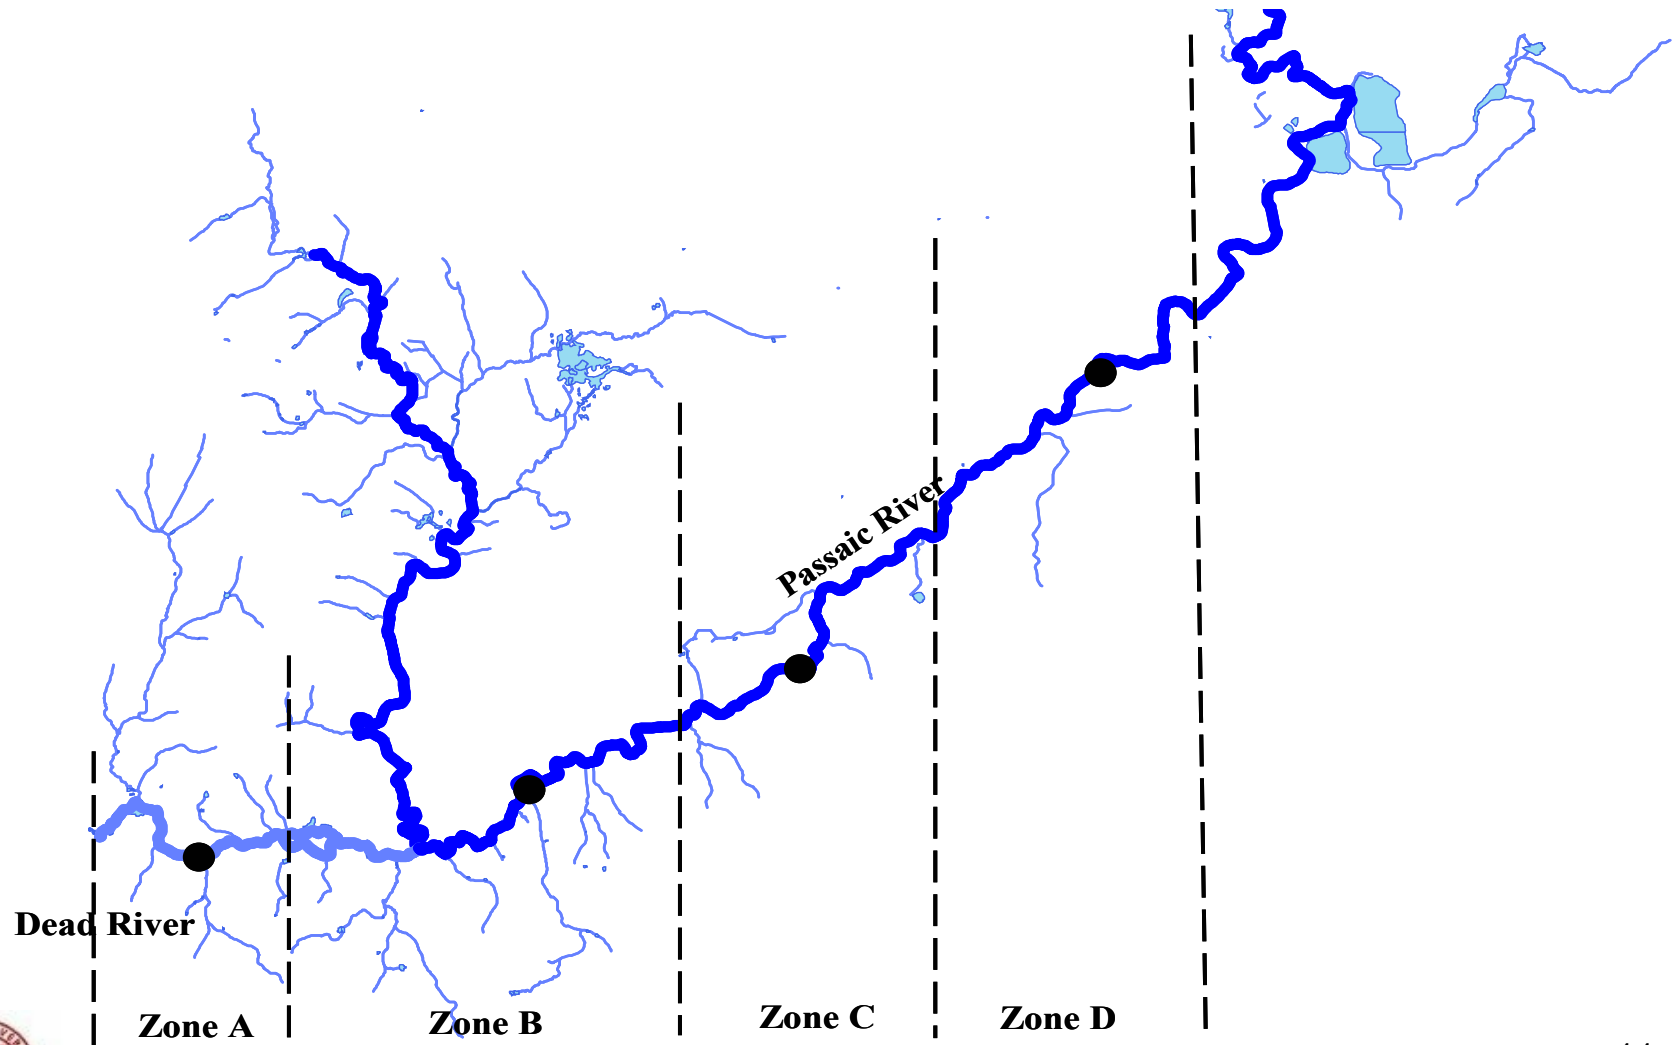 Passaic River
Dead River
Zone A
Zone B
Zone C
Zone D